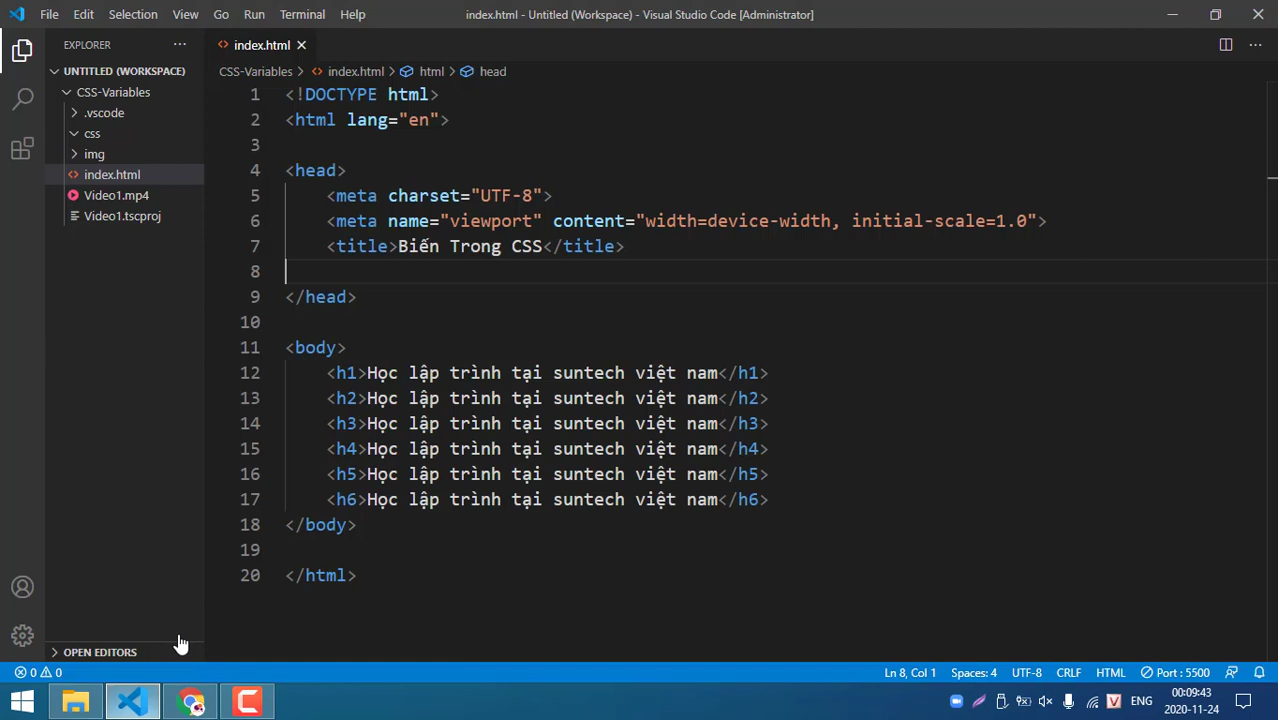 File Edit Selection View Go Run Terminal Help index.html - Untitled (Workspace) - Visual Studio Code [Administrator]
EXPLORER
index.html
UNTITLED (WORKSPACE)
CSS-Variables > index.html > html > head
CSS-Variables
.vscode
css
img
index.html
Video1.mp4
Video1.tscproj
1 <!DOCTYPE html>
2 <html lang="en">
3
4 <head>
5 <meta charset="UTF-8">
6 <meta name="viewport" content="width=device-width, initial-scale=1.0">
7 <title>Biến Trong CSS</title>
8
9 </head>
10
11 <body>
12 <h1>Học lập trình tại suntech việt nam</h1>
13 <h2>Học lập trình tại suntech việt nam</h2>
14 <h3>Học lập trình tại suntech việt nam</h3>
15 <h4>Học lập trình tại suntech việt nam</h4>
16 <h5>Học lập trình tại suntech việt nam</h5>
17 <h6>Học lập trình tại suntech việt nam</h6>
18 </body>
19
20 </html>
OPEN EDITORS
0 0 Ln 8, Col 1 Spaces: 4 UTF-8 CRLF HTML Port : 5500
V ENG 00:09:43
2020-11-24